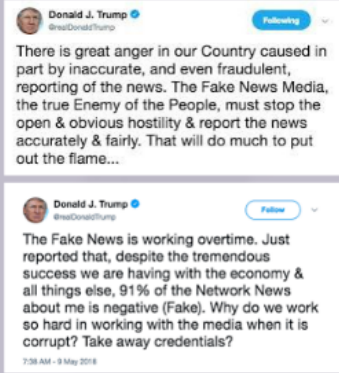 Donald J. Trump
@realDonaldTrump
Following
There is great anger in our Country caused in
part by inaccurate, and even fraudulent,
reporting of the news. The Fake News Media,
the true Enemy of the People, must stop the
open & obvious hostility & report the news
accurately & fairly. That will do much to put
out the flame...
Donald J. Trump
@realDonaldTrump
Follow
The Fake News is working overtime. Just
reported that, despite the tremendous
success we are having with the economy &
all things else, 91% of the Network News
about me is negative (Fake). Why do we work
so hard in working with the media when it is
corrupt? Take away credentials?
7:38 AM - 9 May 2018